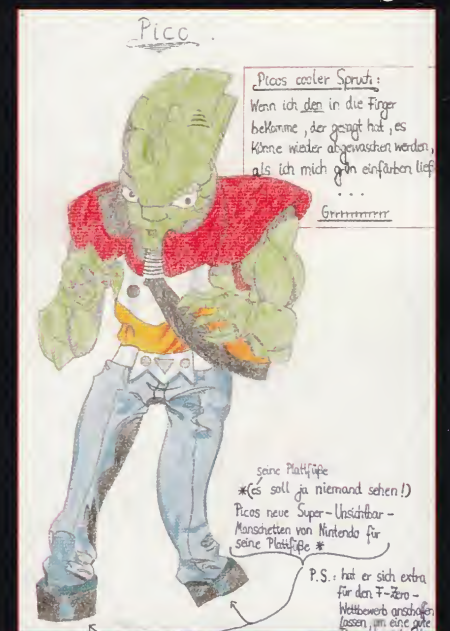 Pico.
Picos cooler Spruch:
Wenn ich den in die Finger
bekomme, der gesagt hat, es
könne wieder abgewaschen werden,
als ich mich grün einfärben ließ
...
Grrrrrrrrrr
seine Plattfüße
*(es soll ja niemand sehen!)
Picos neue Super-Unsichtbar-
Manschetten von Nintendo für
seine Plattfüße *
P.S.: hat er sich extra
für den F-Zero-
Wettbewerb anschaffen
lassen, um eine gute